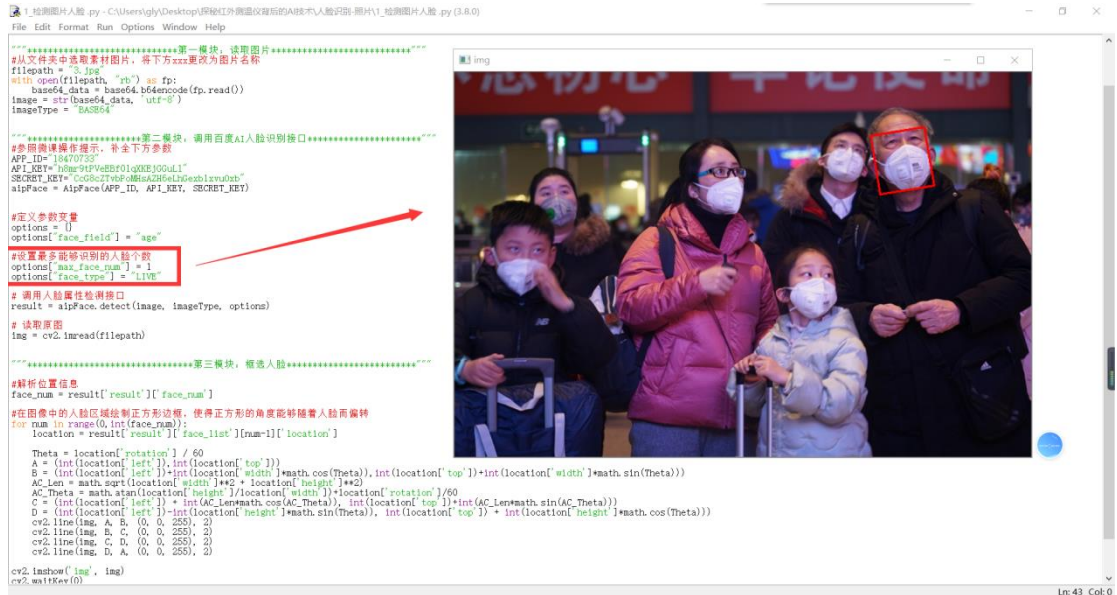 1_检测图片人脸 .py - C:\Users\gly\Desktop\探秘红外测温仪背后的AI技术\人脸识别-照片\1_检测图片人脸 .py (3.8.0)
File Edit Format Run Options Window Help
"""****************************第一模块：读取图片***************************"""
#从文件夹中选取素材图片，将下方xxx更改为图片名称
filepath = "3.jpg"
with open(filepath, "rb") as fp:
    base64_data = base64.b64encode(fp.read())
image = str(base64_data, 'utf-8')
imageType = "BASE64"
"""**********************第二模块：调用百度AI人脸识别接口**********************"""
#参照微课操作提示，补全下方参数
APP_ID="18470733"
API_KEY="h8mr9tPVeEBf0lqXKEJGGuLl"
SECRET_KEY="CcG8cZTvbPoMHsA2H6eLhGexblxvu0xb"
aipFace = AipFace(APP_ID, API_KEY, SECRET_KEY)
#定义参数变量
options = {}
options["face_field"] = "age"
#设置最多能够识别的人脸个数
options["max_face_num"] = 1
options["face_type"] = "LIVE"
# 调用人脸属性检测接口
result = aipFace.detect(image, imageType, options)
# 读取原图
img = cv2.imread(filepath)
"""********************************第三模块：框选人脸*************************"""
#解析位置信息
face_num = result['result']['face_num']
#在图像中的人脸区域绘制正方形边框，使得正方形的角度能够随着人脸而偏转
for num in range(0,int(face_num)):
    location = result['result']['face_list'][num-1]['location']
    Theta = location['rotation'] / 60
    A = (int(location['left']),int(location['top']))
    B = (int(location['left'])+int(location['width']*math.cos(Theta)),int(location['top'])+int(location['width']*math.sin(Theta)))
    AC_Len = math.sqrt(location['width']**2 + location['height']**2)
    AC_Theta = math.atan(location['height']/location['width'])+location['rotation']/60
    C = (int(location['left']) + int(AC_Len*math.cos(AC_Theta)), int(location['top'])+int(AC_Len*math.sin(AC_Theta)))
    D = (int(location['left'])-int(location['height']*math.sin(Theta)), int(location['top']) + int(location['height']*math.cos(Theta)))
    cv2.line(img, A, B, (0, 0, 255), 2)
    cv2.line(img, B, C, (0, 0, 255), 2)
    cv2.line(img, C, D, (0, 0, 255), 2)
    cv2.line(img, D, A, (0, 0, 255), 2)
cv2.imshow('img', img)
cv2.waitKey(0)
img
忘初心 牢记使命
Ln: 43 Col: 0